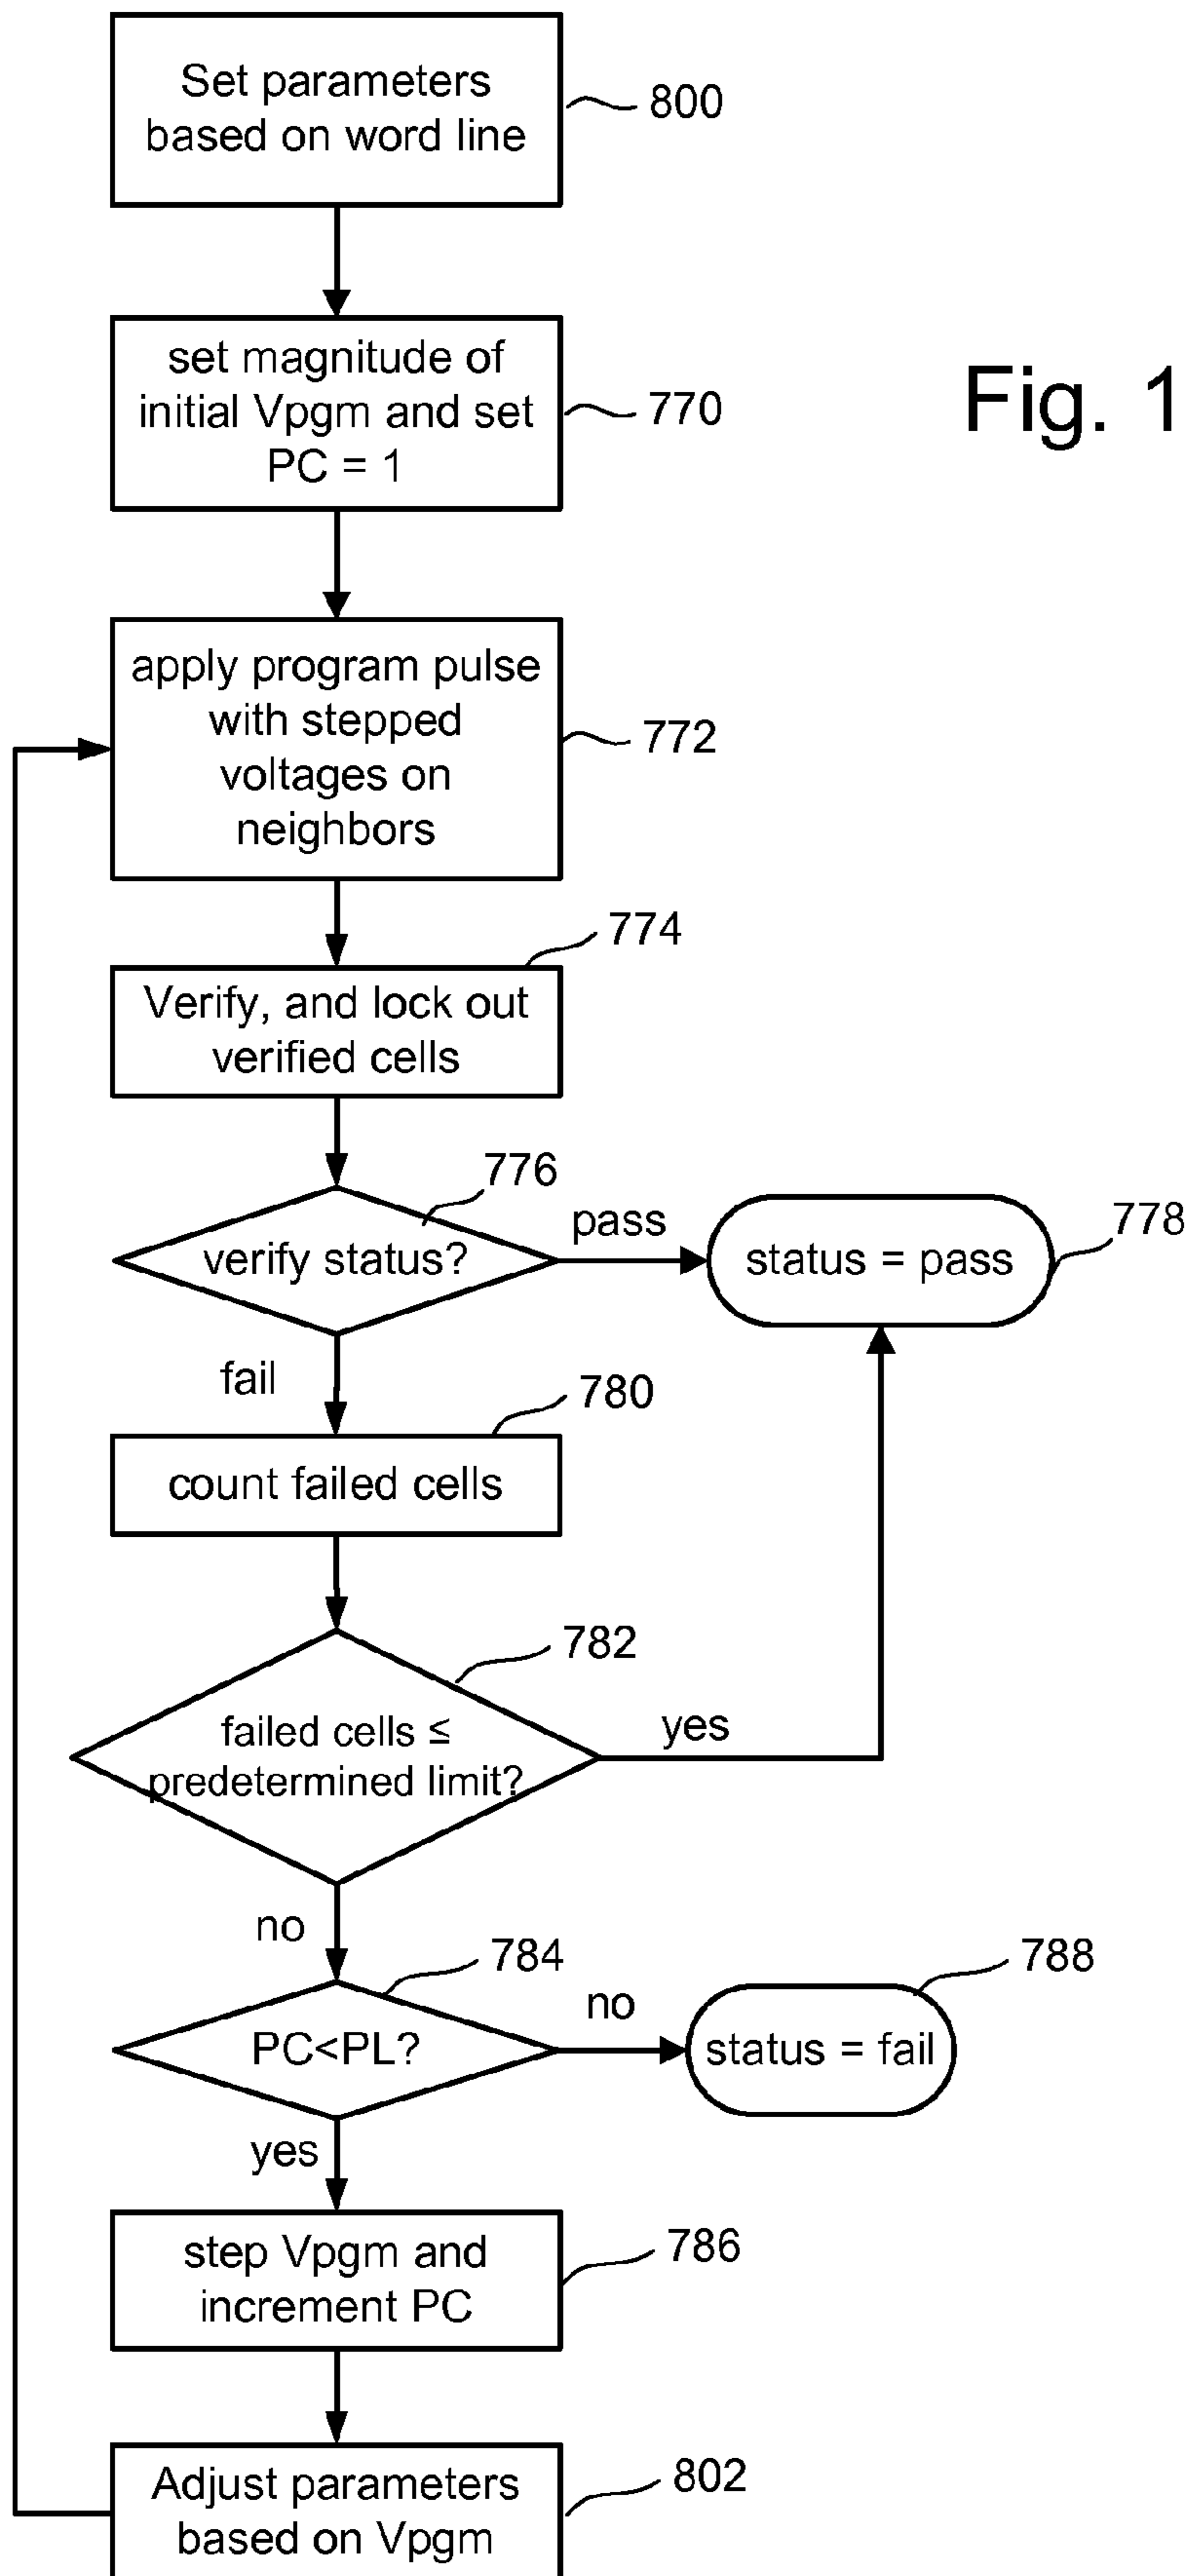 Set parameters
based on word line
800
set magnitude of
initial Vpgm and set
PC = 1
770
Fig. 1
apply program pulse
with stepped
voltages on
neighbors
772
774
Verify, and lock out
verified cells
776
verify status?
pass
status = pass
778
fail
780
count failed cells
782
failed cells ≤
predetermined limit?
yes
no
784
PC<PL?
no
788
status = fail
yes
step Vpgm and
increment PC
786
Adjust parameters
based on Vpgm
802